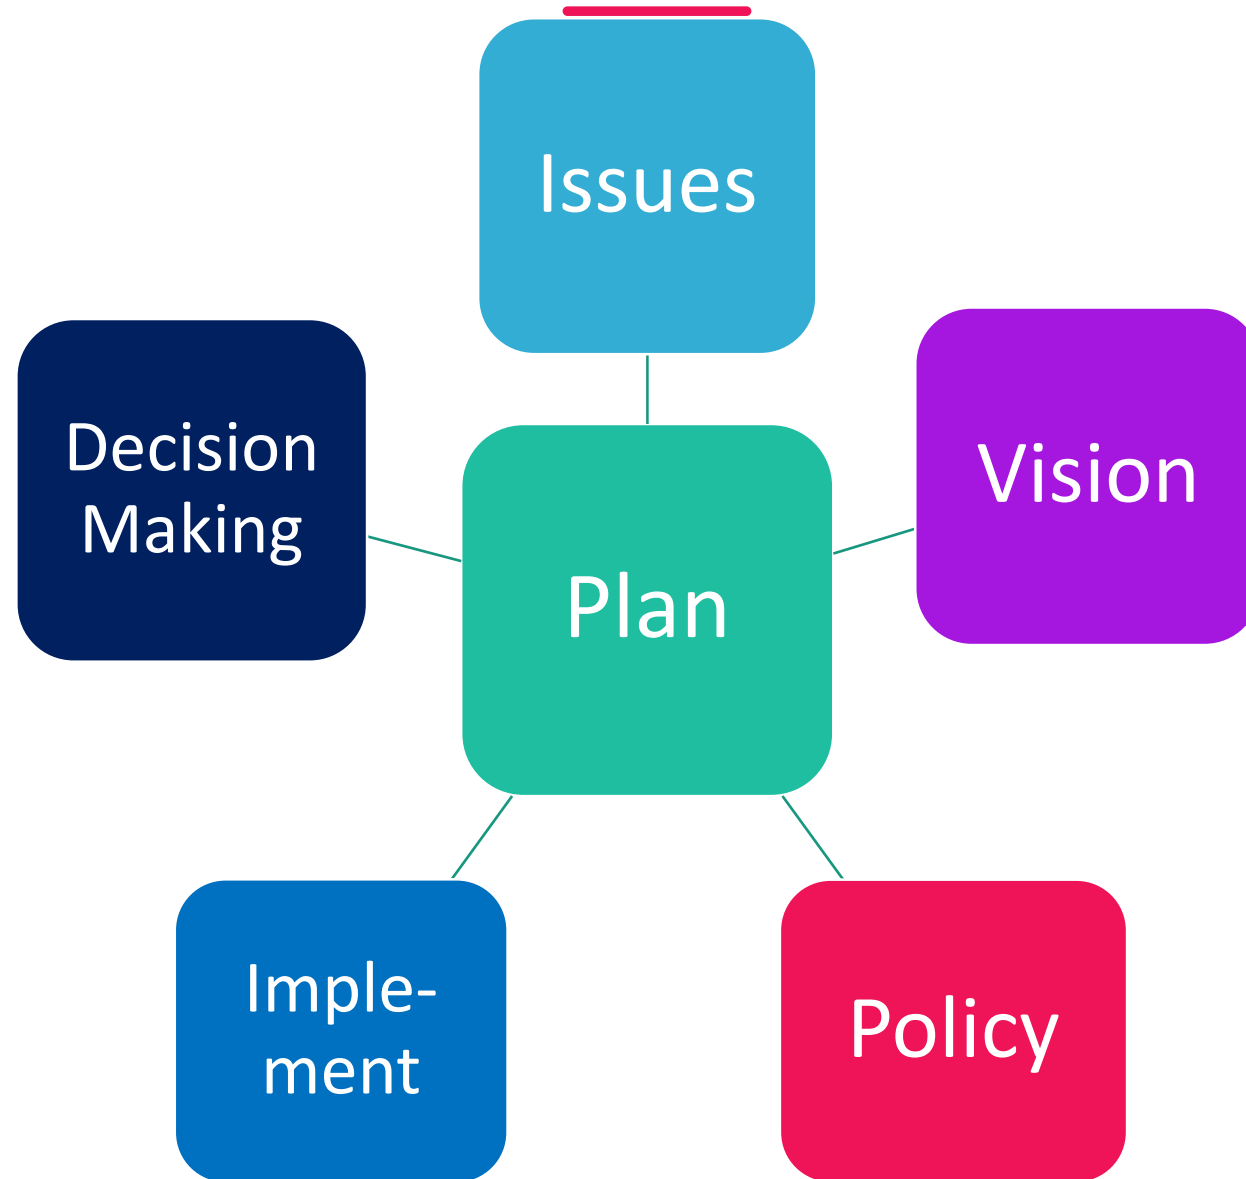 Issues
Decision
Making
Vision
Plan
Imple-
ment
Policy